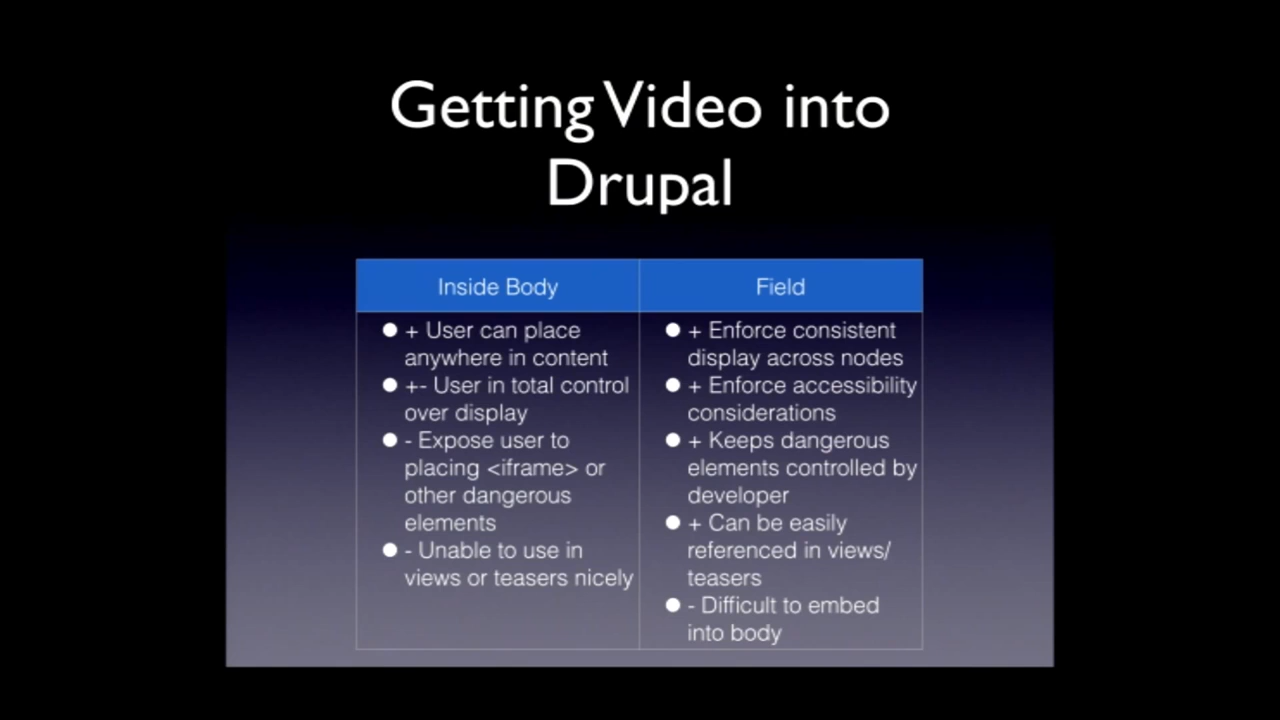 Getting Video into
Drupal
Inside Body
● + User can place
anywhere in content
● +- User in total control
over display
● - Expose user to
placing <iframe> or
other dangerous
elements
● - Unable to use in
views or teasers nicely
Field
● + Enforce consistent
display across nodes
● + Enforce accessibility
considerations
● + Keeps dangerous
elements controlled by
developer
● + Can be easily
referenced in views/
teasers
● - Difficult to embed
into body